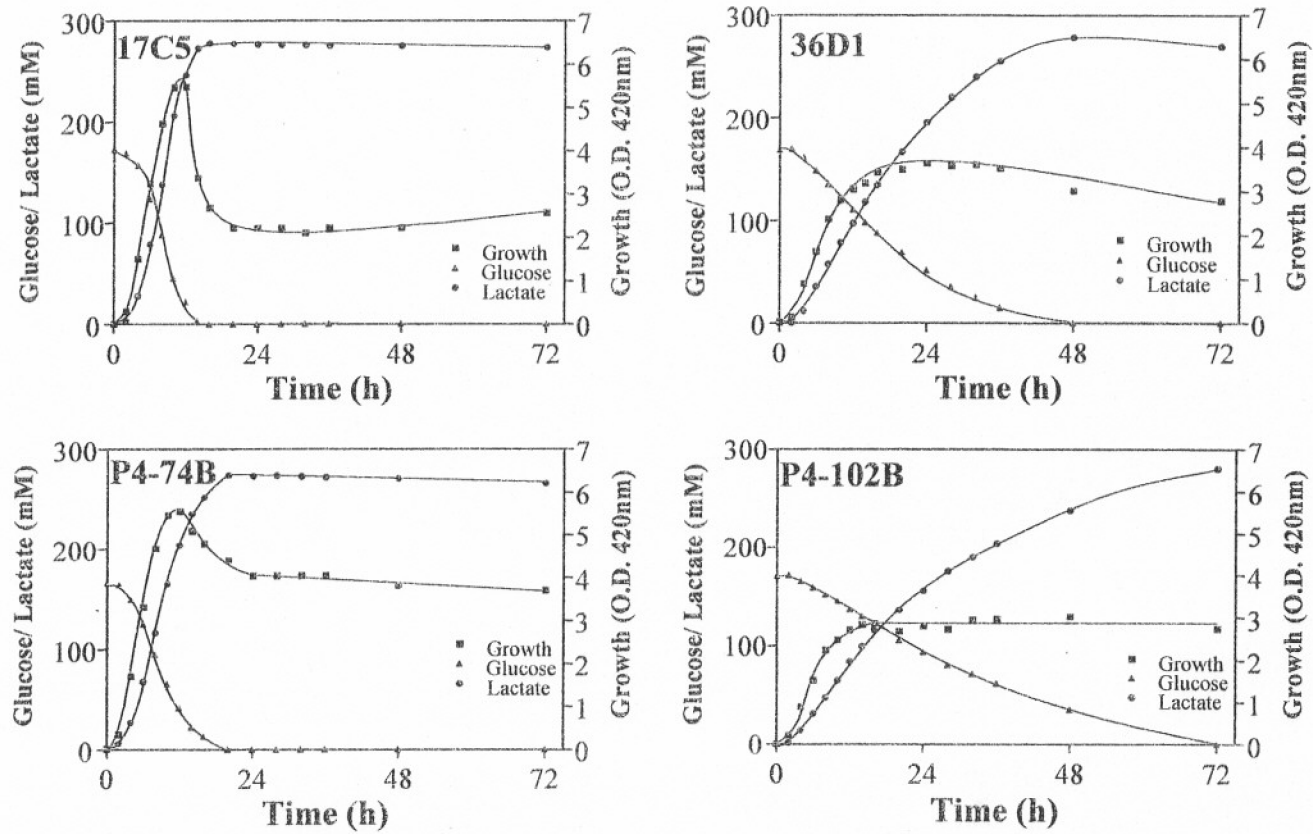 17C5
300
200
100
0
Glucose/ Lactate (mM)
7
6
5
4
3
2
1
0
Growth (O.D. 420nm)
Growth
Glucose
Lactate
0 24 48 72
Time (h)
36D1
300
200
100
0
Glucose/ Lactate (mM)
7
6
5
4
3
2
1
0
Growth (O.D. 420nm)
Growth
Glucose
Lactate
0 24 48 72
Time (h)
P4-74B
300
200
100
0
Glucose/ Lactate (mM)
7
6
5
4
3
2
1
0
Growth (O.D. 420nm)
Growth
Glucose
Lactate
0 24 48 72
Time (h)
P4-102B
300
200
100
0
Glucose/ Lactate (mM)
7
6
5
4
3
2
1
0
Growth (O.D. 420nm)
Growth
Glucose
Lactate
0 24 48 72
Time (h)